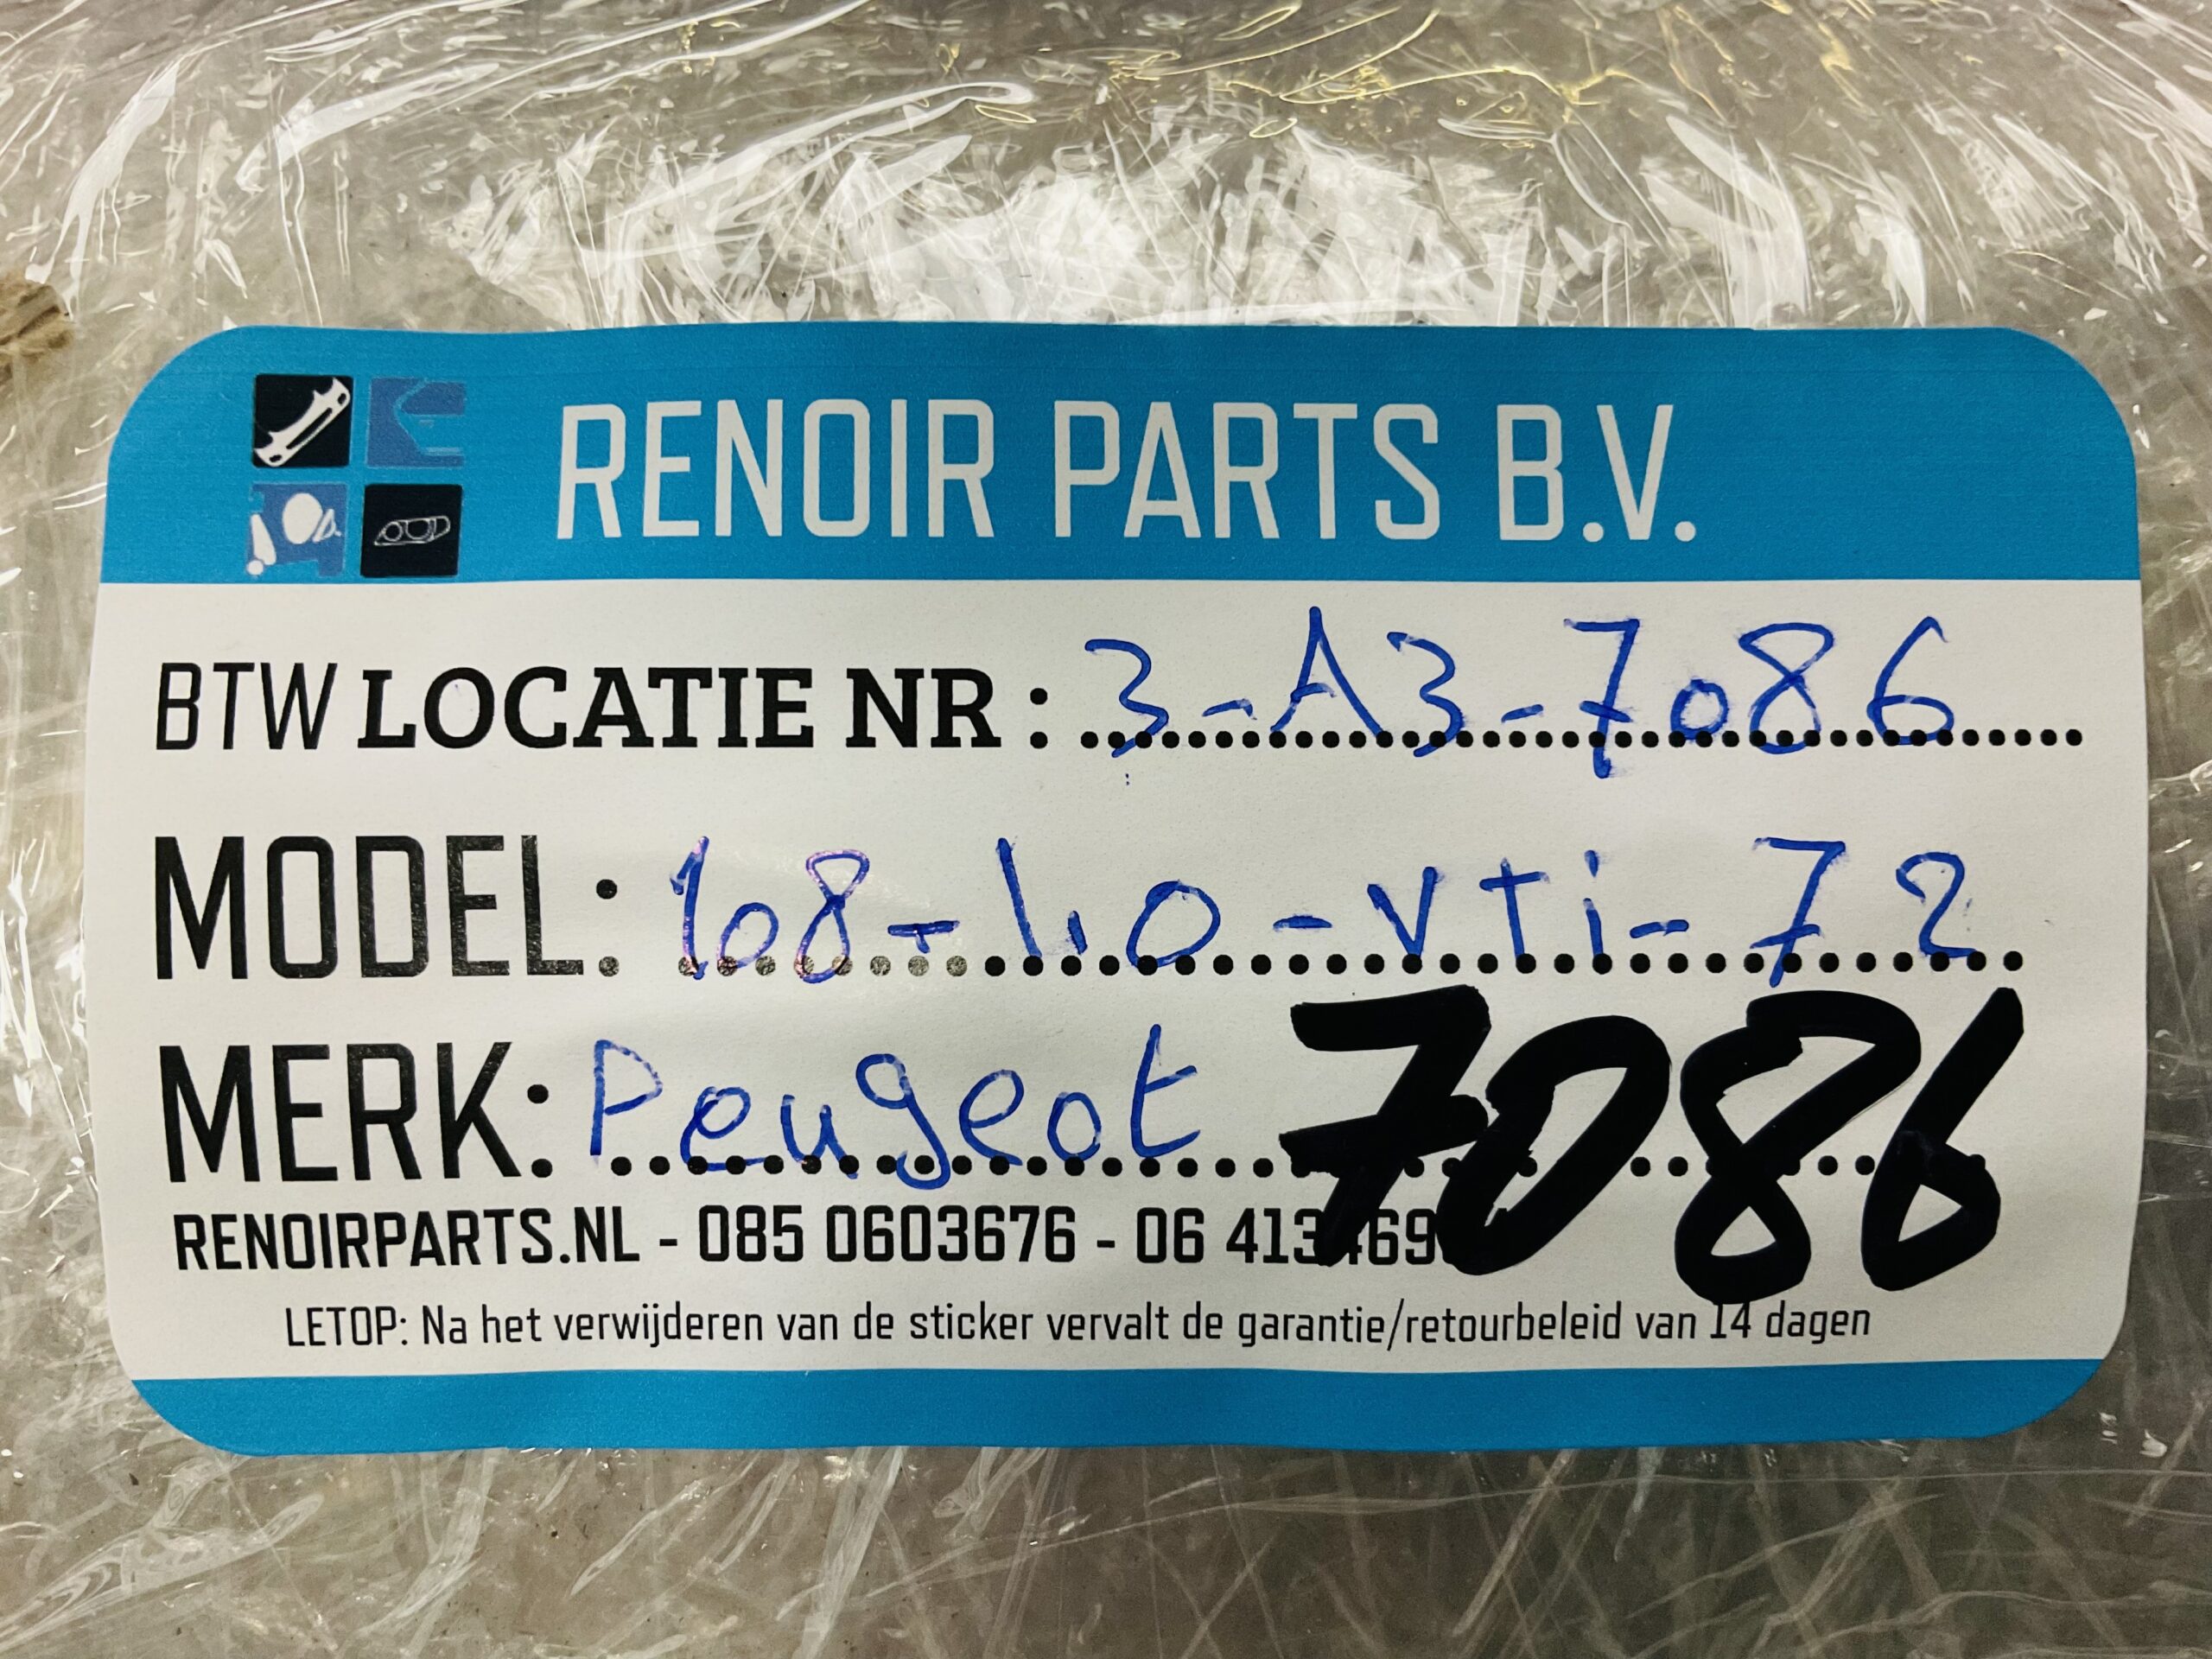 RENOIR PARTS B.V.
BTW LOCATIE NR : 3-A3-7086
MODEL: 108-1.0-vti-72
MERK: Peugeot 7086
RENOIRPARTS.NL - 085 0603676 - 06
LETOP: Na het verwijderen van de sticker vervalt de garantie/retourbeleid van 14 dagen